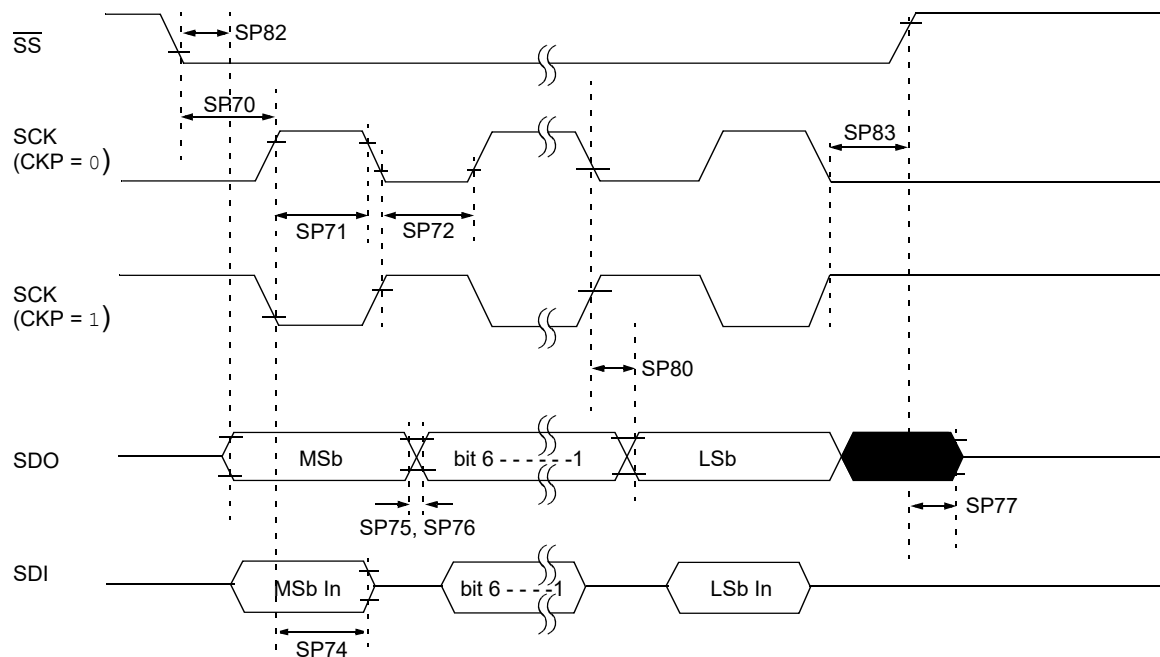 SS
SP82
SP70
SCK
(CKP = 0)
SP83
SP71
SP72
SCK
(CKP = 1)
SP80
SDO
MSb
bit 6 - - - - - - -1
LSb
SP75, SP76
SP77
SDI
MSb In
bit 6 - - - - -1
LSb In
SP74